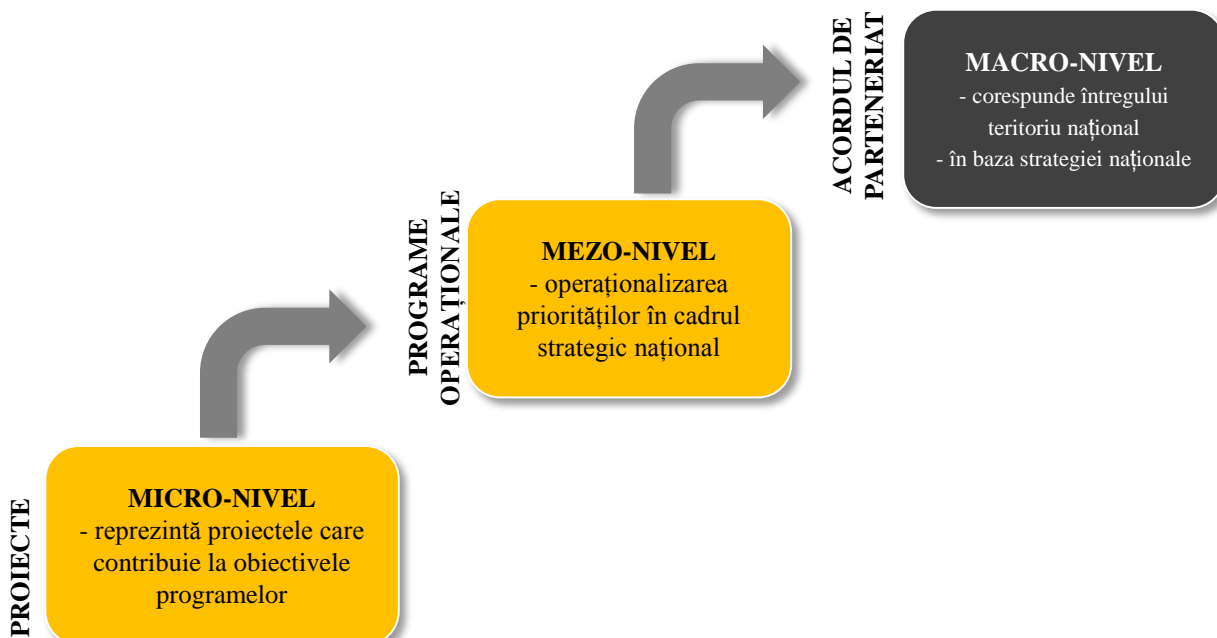 ACORDUL DE
PARTENERIAT
MACRO-NIVEL
- corespunde întregului
teritoriu național
- în baza strategiei naționale
PROGRAME
OPERAȚIONALE
MEZO-NIVEL
- operaționalizarea
priorităților în cadrul
strategic național
PROIECTE
MICRO-NIVEL
- reprezintă proiectele care
contribuie la obiectivele
programelor